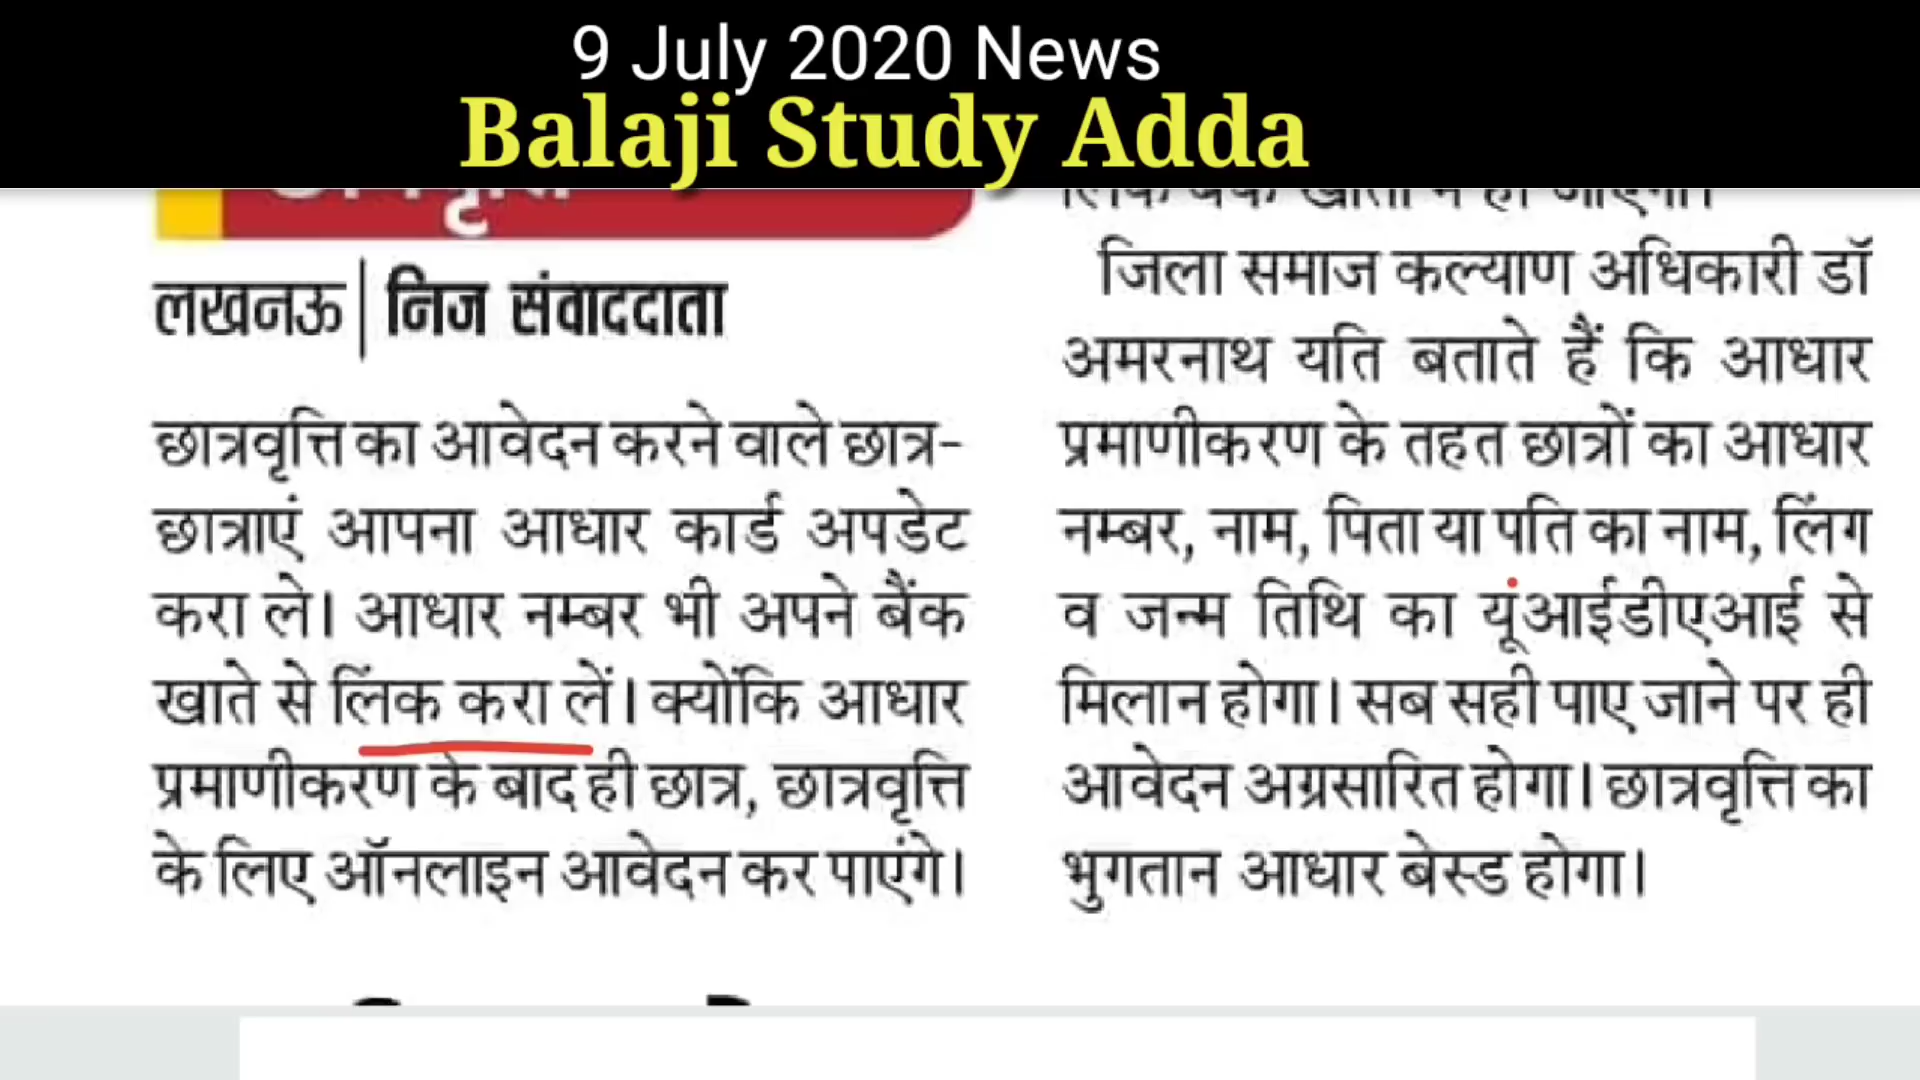 9 July 2020 News
Balaji Study Adda
लखनऊ | निज संवाददाता
छात्रवृत्ति का आवेदन करने वाले छात्र-
छात्राएं आपना आधार कार्ड अपडेट
करा ले। आधार नम्बर भी अपने बैंक
खाते से लिंक करा लें। क्योंकि आधार
प्रमाणीकरण के बाद ही छात्र, छात्रवृत्ति
के लिए ऑनलाइन आवेदन कर पाएंगे।
जिला समाज कल्याण अधिकारी डॉ
अमरनाथ यति बताते हैं कि आधार
प्रमाणीकरण के तहत छात्रों का आधार
नम्बर, नाम, पिता या पति का नाम, लिंग
व जन्म तिथि का यूंआईडीएआई से
मिलान होगा। सब सही पाए जाने पर ही
आवेदन अग्रसारित होगा। छात्रवृत्ति का
भुगतान आधार बेस्ड होगा।